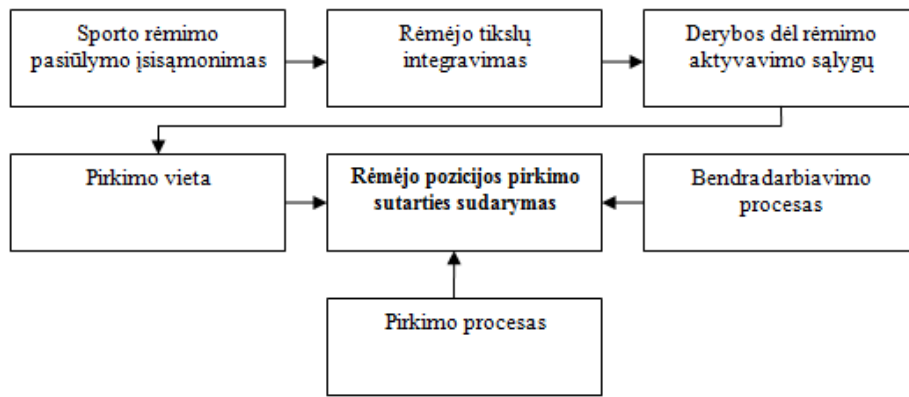 Sporto rėmimo
pasiūlymo įsisąmonimas
Rėmėjo tikslų
integravimas
Derybos dėl rėmimo
aktyvavimo sąlygų
Pirkimo vieta
Rėmėjo pozicijos pirkimo
sutarties sudarymas
Bendradarbiavimo
procesas
Pirkimo procesas